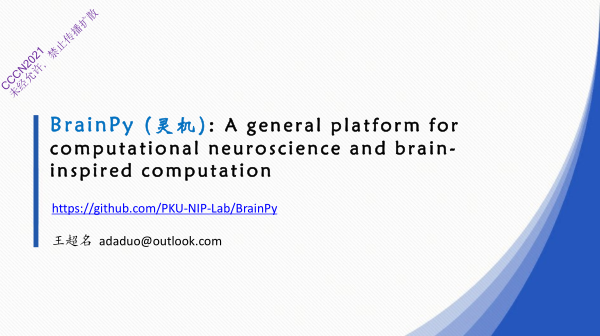 CCCN2021
未经允许，禁止传播扩散
BrainPy (灵机): A general platform for
computational neuroscience and brain-
inspired computation
https://github.com/PKU-NIP-Lab/BrainPy
王超名 adaduo@outlook.com